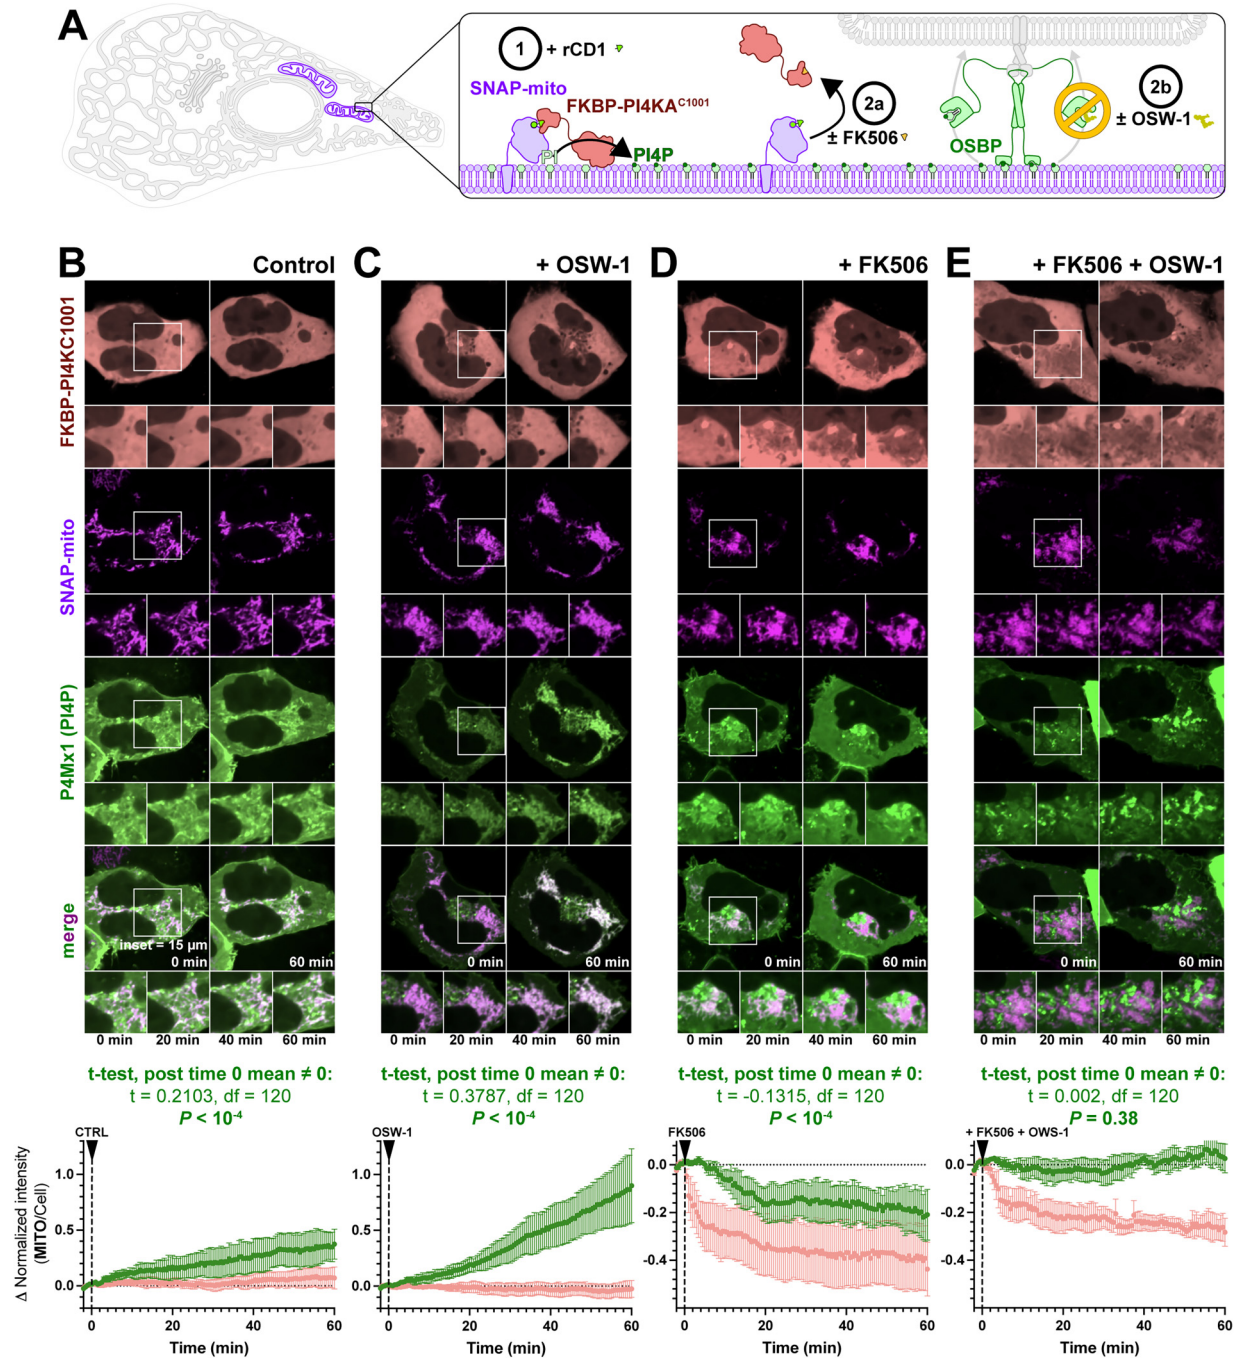 A
1 + rCD1
SNAP-mito
FKBP-PI4KA^C1001
PI
PI4P
2a
± FK506
OSBP
2b
± OSW-1
B Control
C + OSW-1
D + FK506
E + FK506 + OSW-1
FKBP-PI4KC1001
SNAP-mito
P4Mx1 (PI4P)
merge
inset = 15 µm
0 min 60 min
0 min 60 min
0 min 60 min
0 min 60 min
0 min 20 min 40 min 60 min
0 min 20 min 40 min 60 min
0 min 20 min 40 min 60 min
0 min 20 min 40 min 60 min
t-test, post time 0 mean ≠ 0:
t = 0.2103, df = 120
P < 10⁻⁴
t-test, post time 0 mean ≠ 0:
t = 0.3787, df = 120
P < 10⁻⁴
t-test, post time 0 mean ≠ 0:
t = -0.1315, df = 120
P < 10⁻⁴
t-test, post time 0 mean ≠ 0:
t = 0.002, df = 120
P = 0.38
Δ Normalized intensity
(MITO/Cell)
CTRL
1.0
0.5
0.0
0 20 40 60
Time (min)
OSW-1
1.0
0.5
0.0
0 20 40 60
Time (min)
FK506
0.0
-0.2
-0.4
0 20 40 60
Time (min)
+ FK506 + OWS-1
0.0
-0.2
-0.4
0 20 40 60
Time (min)